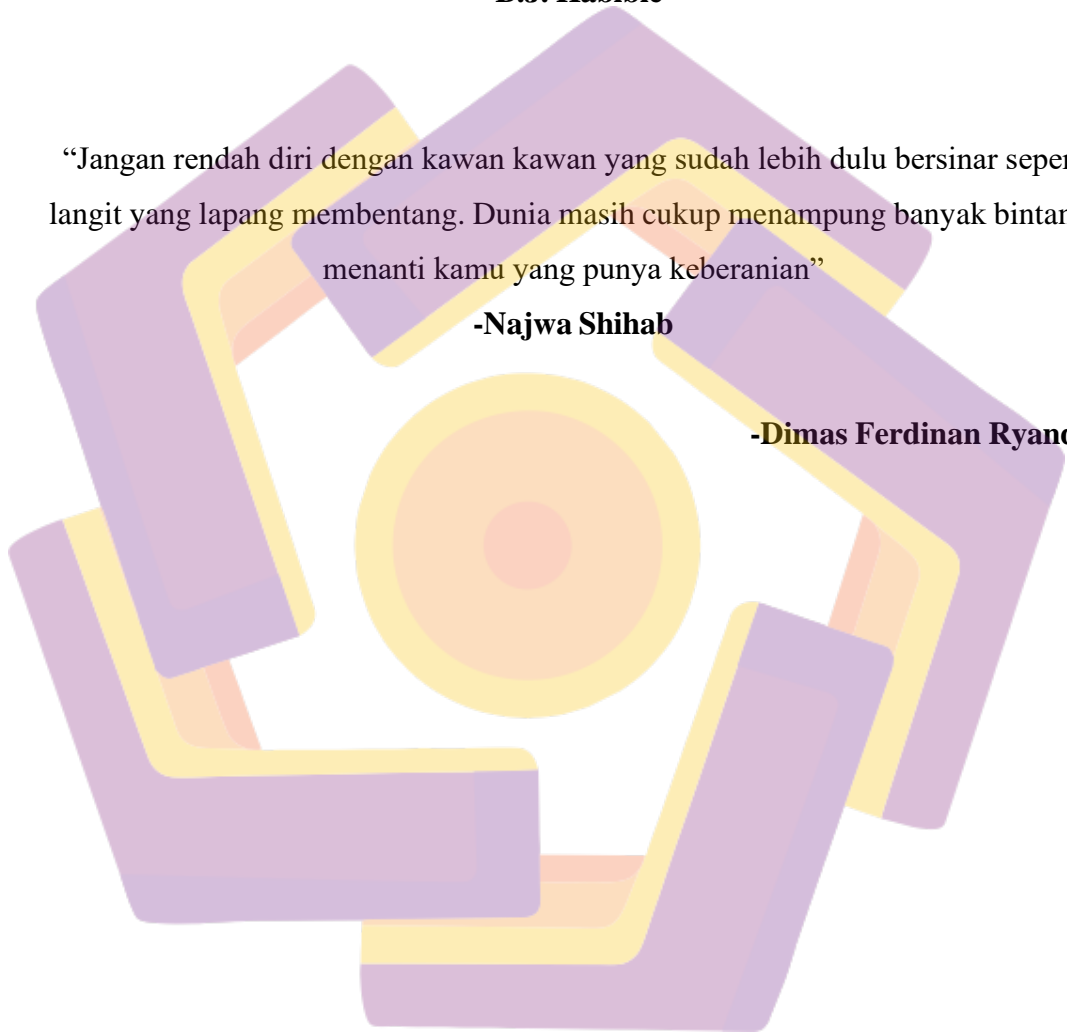 “Jangan rendah diri dengan kawan kawan yang sudah lebih dulu bersinar
langit yang lapang membentang. Dunia masih cukup menampung banyak
menanti kamu yang punya keberanian”
-Najwa Shihab
-Dimas Ferdinan